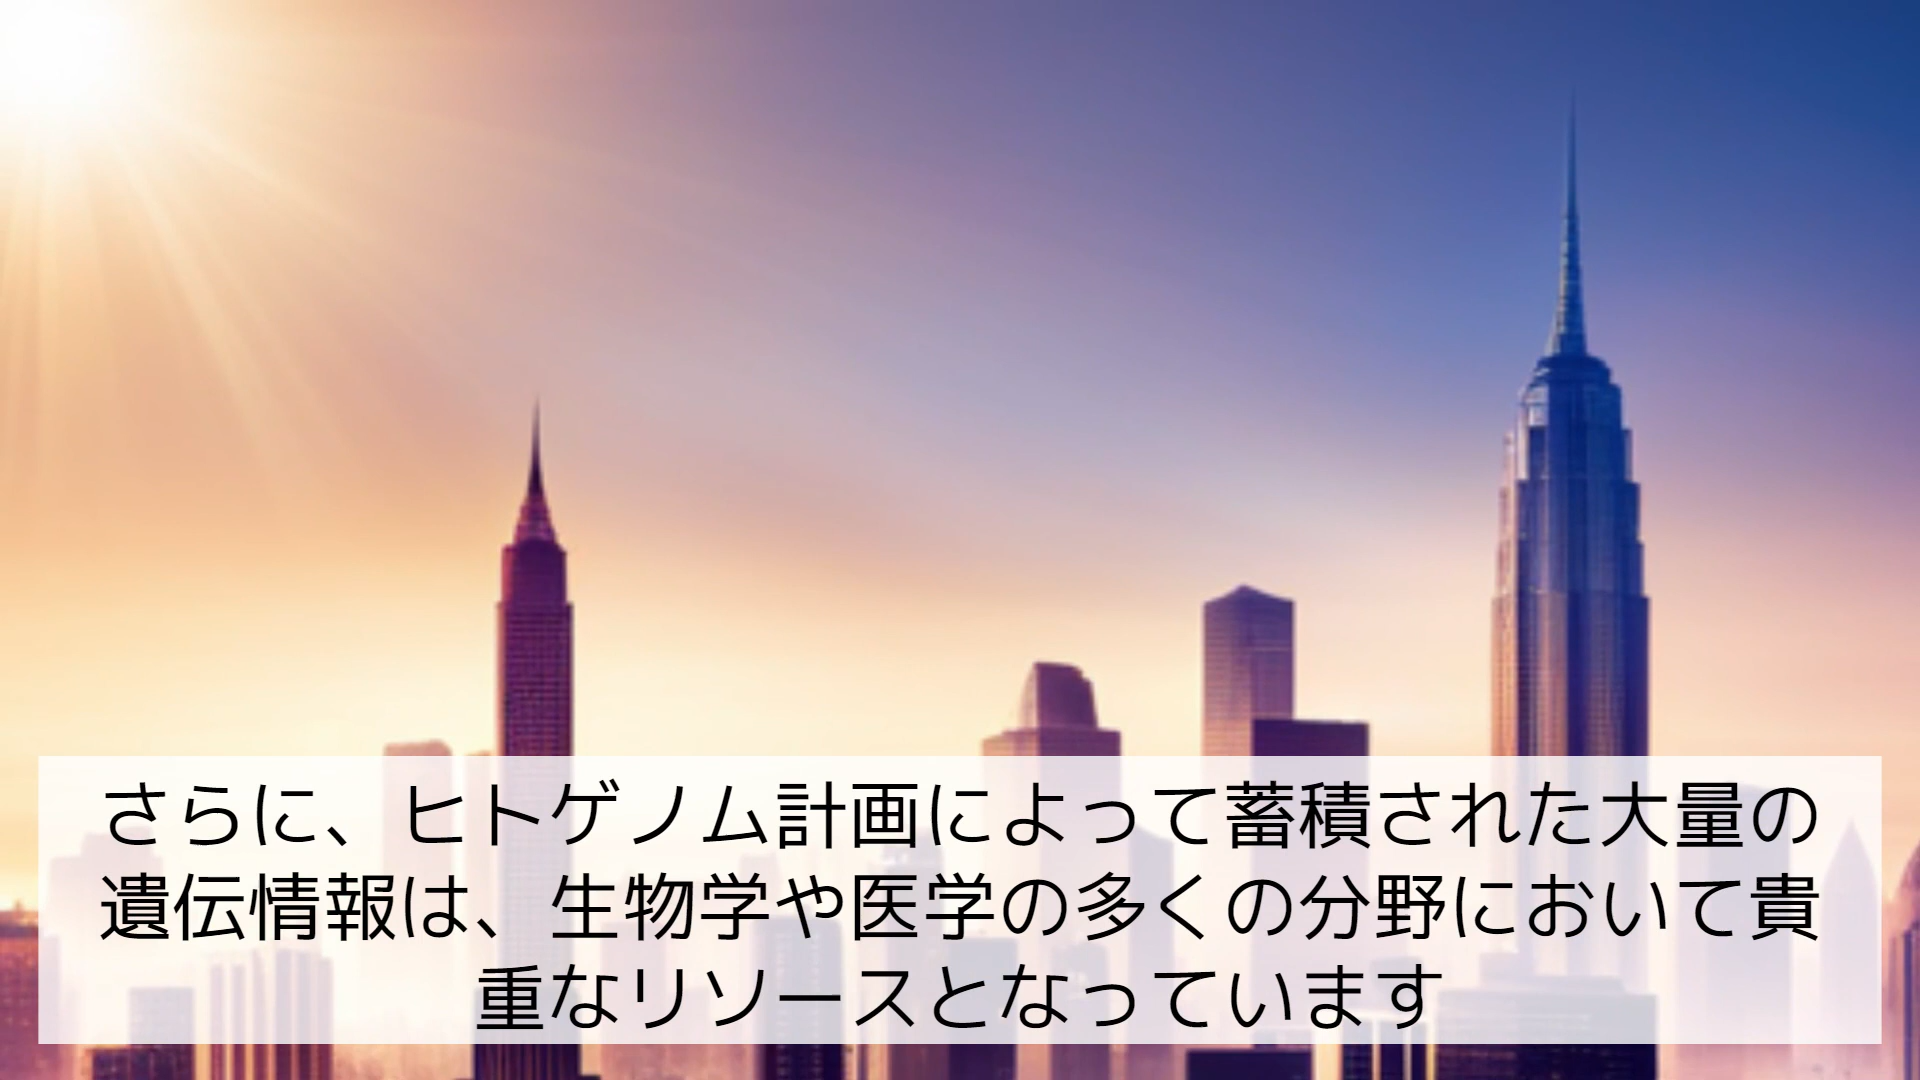 さらに、ヒトゲノム計画によって蓄積された大量の
遺伝情報は、生物学や医学の多くの分野において貴
重なリソースとなっています